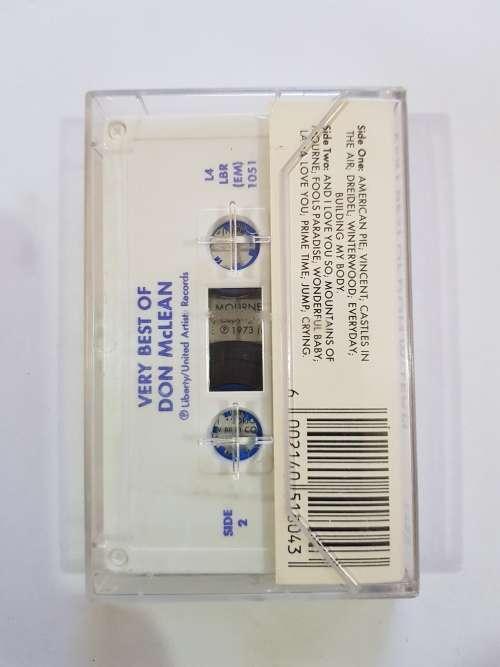 Side One: AMERICAN PIE; VINCENT; CASTLES IN
THE AIR; DREIDEL; WINTERWOOD; EVERYDAY;
BUILDING MY BODY.
Side Two: AND I LOVE YOU SO; MOUNTAINS OF
MOURNE; FOOLS PARADISE; WONDERFUL BABY;
LA LA LOVE YOU; PRIME TIME; JUMP; CRYING.
L4
LBR
(EM)
1051
MOURNE
℗ 1973
VERY BEST OF
DON McLEAN
℗ Liberty/United Artists Records
SIDE
2